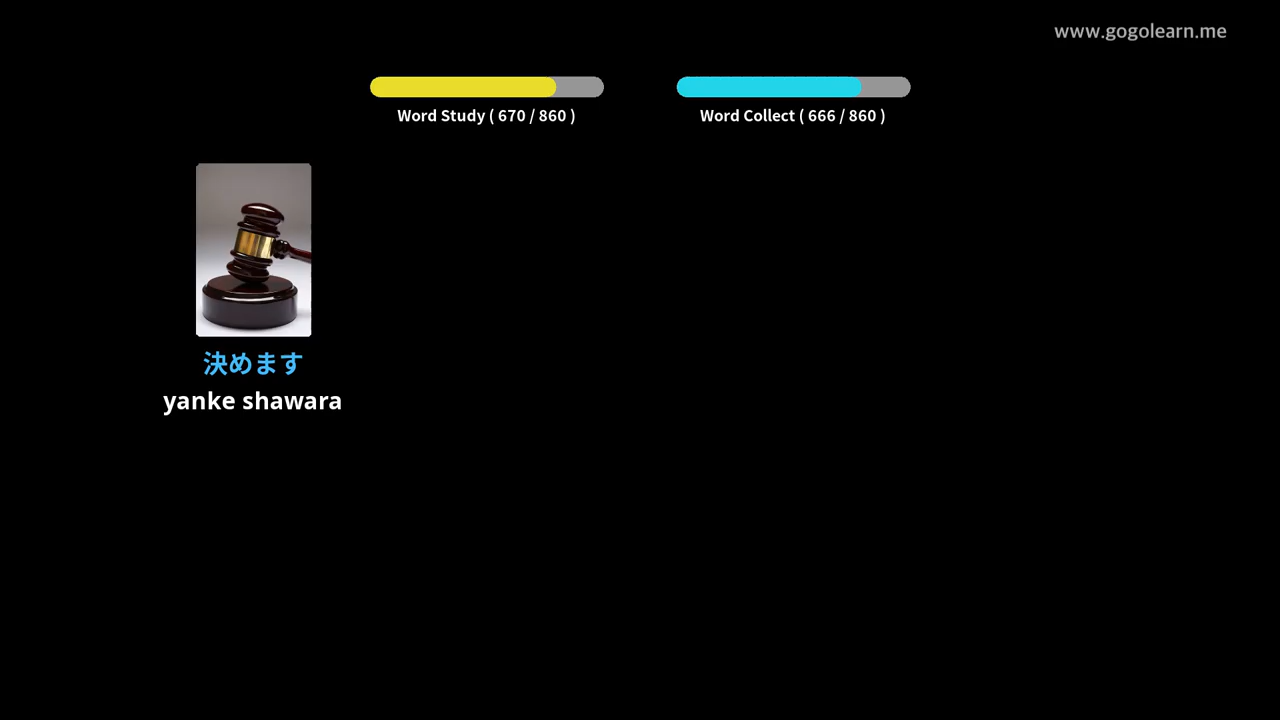 www.gogolearn.me
Word Study ( 670 / 860 )
Word Collect ( 666 / 860 )
決めます
yanke shawara